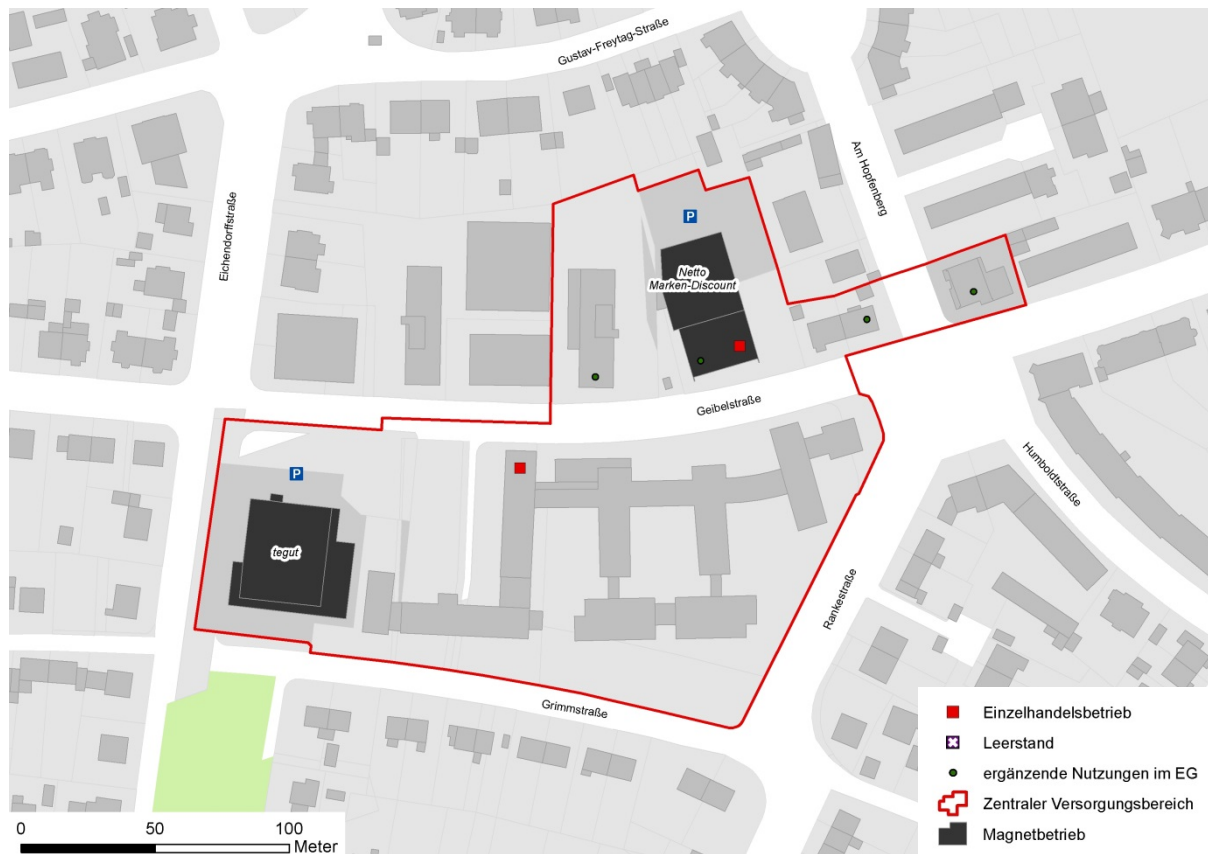 Gustav-Freytag-Straße
Am Hopfenberg
Eichendorffstraße
P
Netto
Marken-Discount
Geibelstraße
Humboldtstraße
P
tegut
Rankestraße
Grimmstraße
Einzelhandelsbetrieb
Leerstand
ergänzende Nutzungen im EG
Zentraler Versorgungsbereich
Magnetbetrieb
0 50 100
Meter